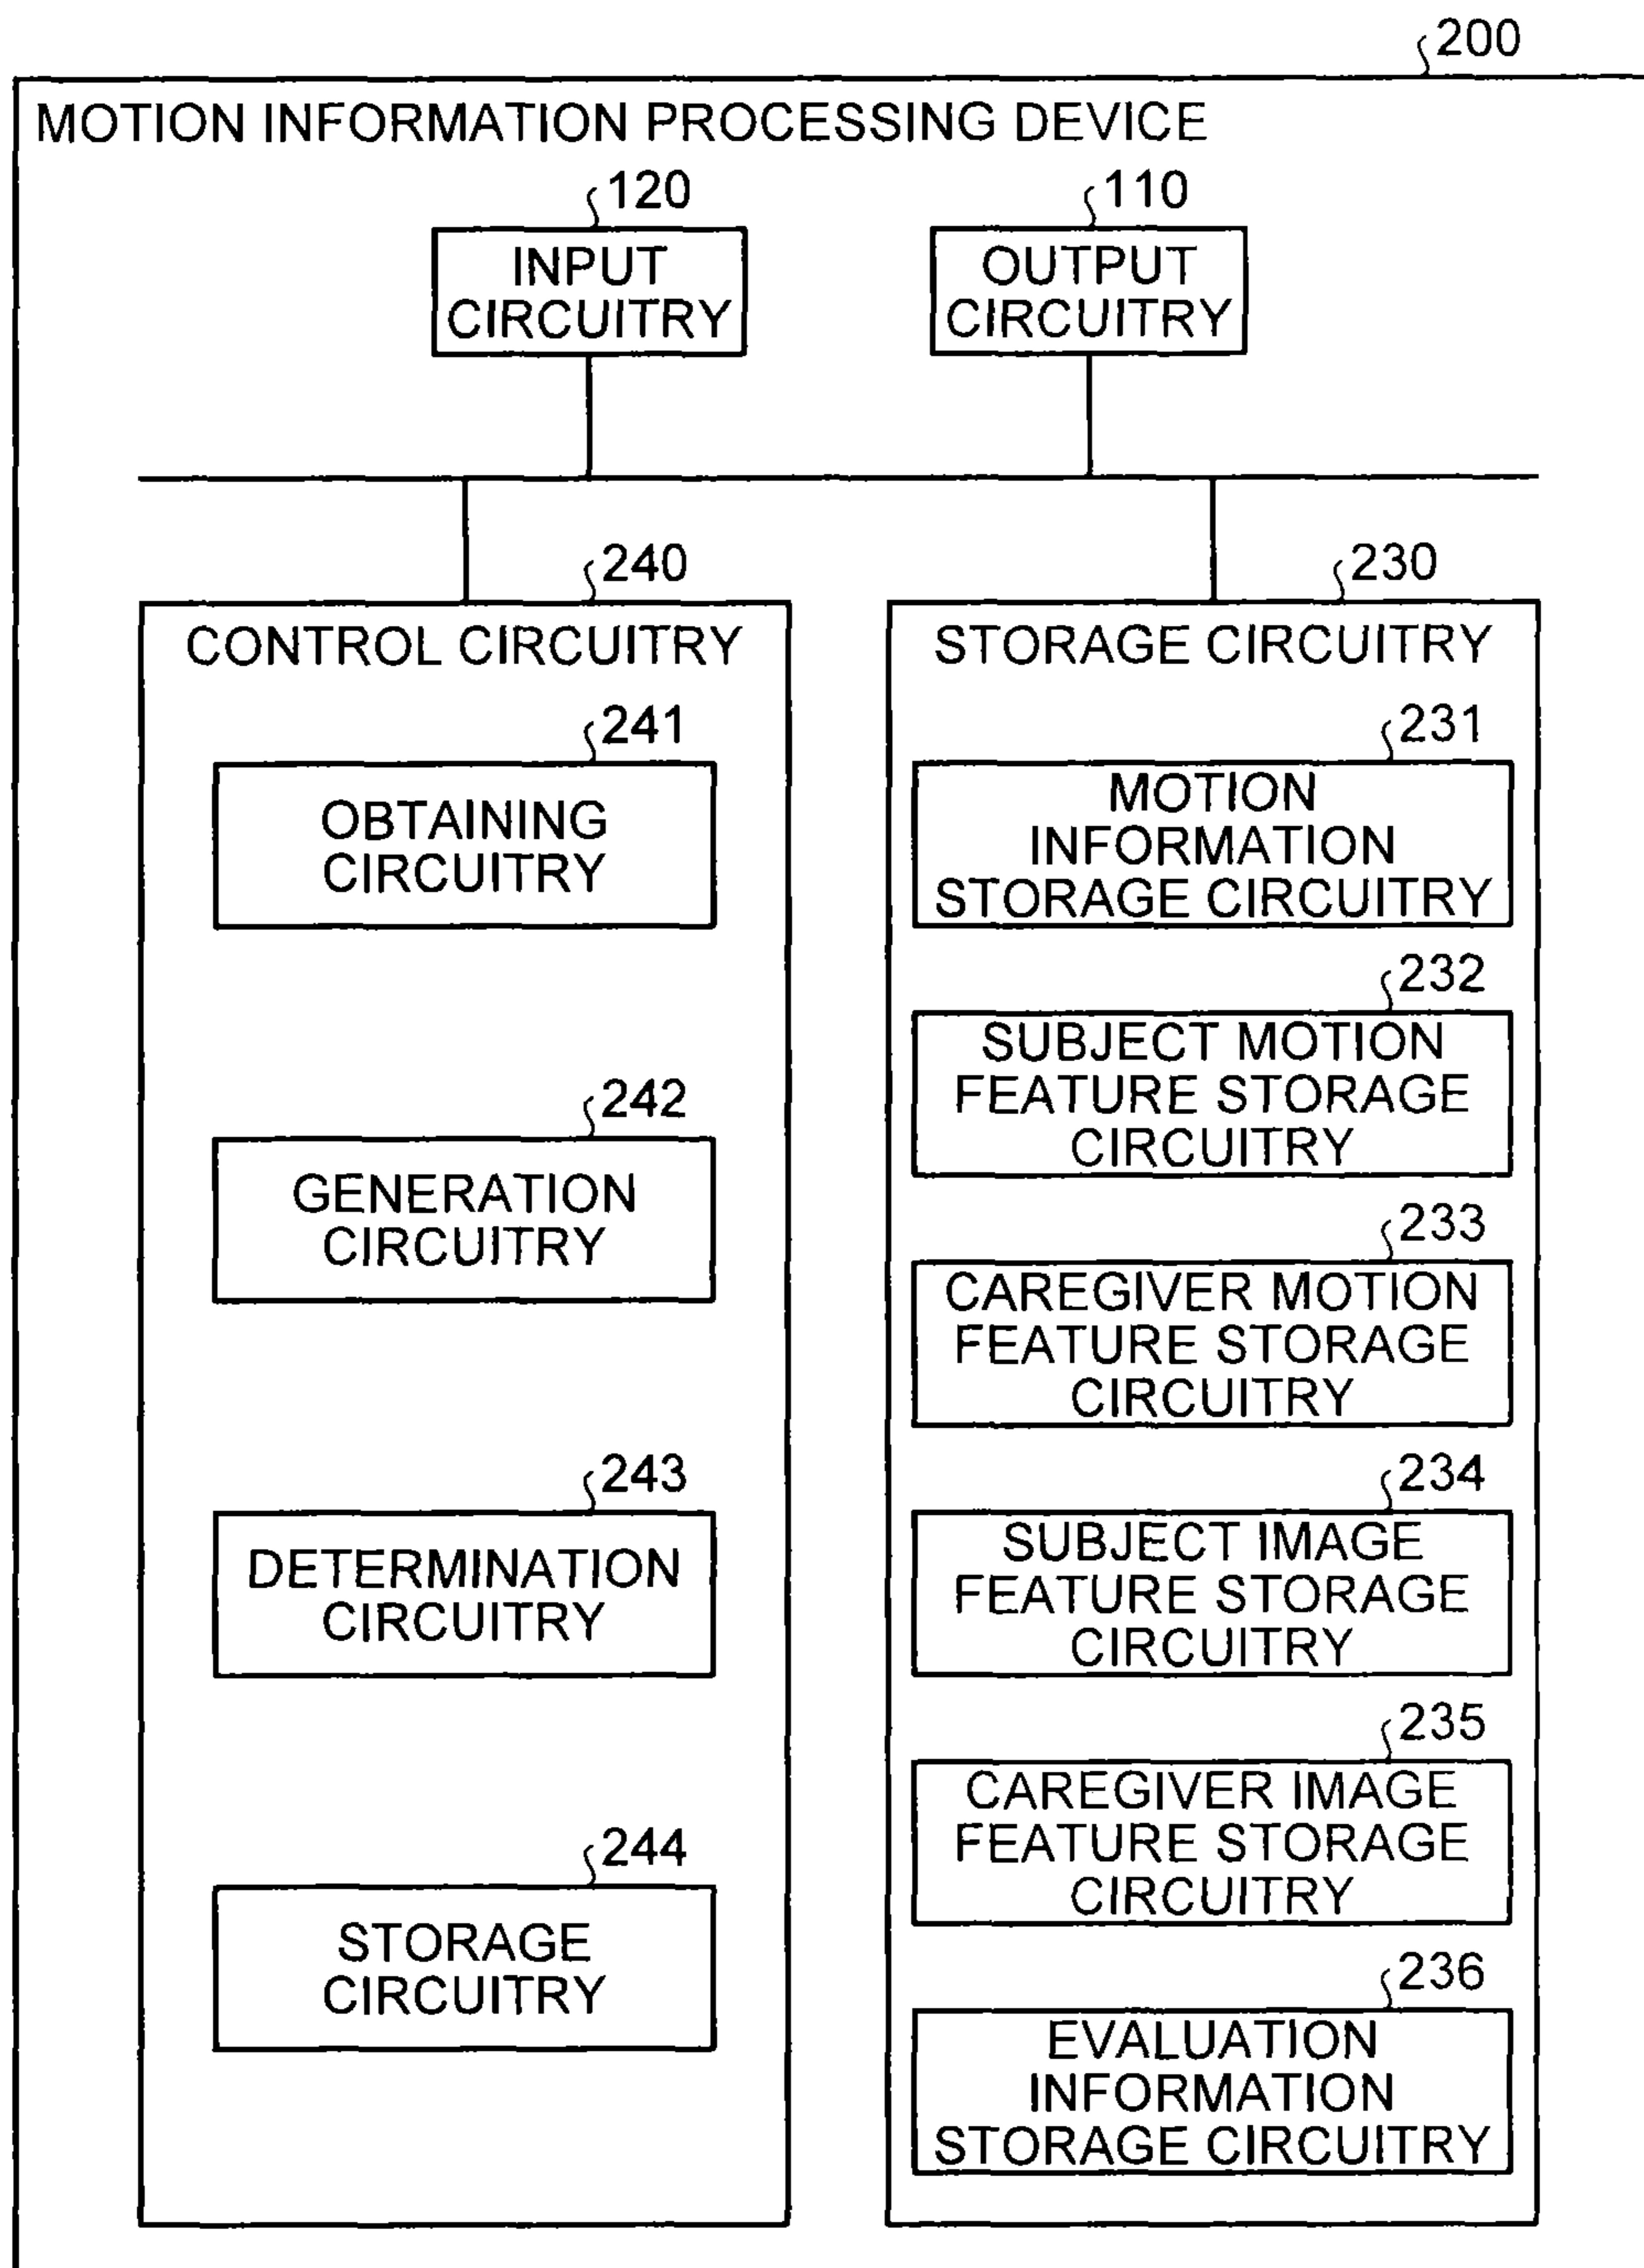 200
MOTION INFORMATION PROCESSING DEVICE
120
INPUT
CIRCUITRY
110
OUTPUT
CIRCUITRY
240
CONTROL CIRCUITRY
241
OBTAINING
CIRCUITRY
242
GENERATION
CIRCUITRY
243
DETERMINATION
CIRCUITRY
244
STORAGE
CIRCUITRY
230
STORAGE CIRCUITRY
231
MOTION
INFORMATION
STORAGE CIRCUITRY
232
SUBJECT MOTION
FEATURE STORAGE
CIRCUITRY
233
CAREGIVER MOTION
FEATURE STORAGE
CIRCUITRY
234
SUBJECT IMAGE
FEATURE STORAGE
CIRCUITRY
235
CAREGIVER IMAGE
FEATURE STORAGE
CIRCUITRY
236
EVALUATION
INFORMATION
STORAGE CIRCUITRY